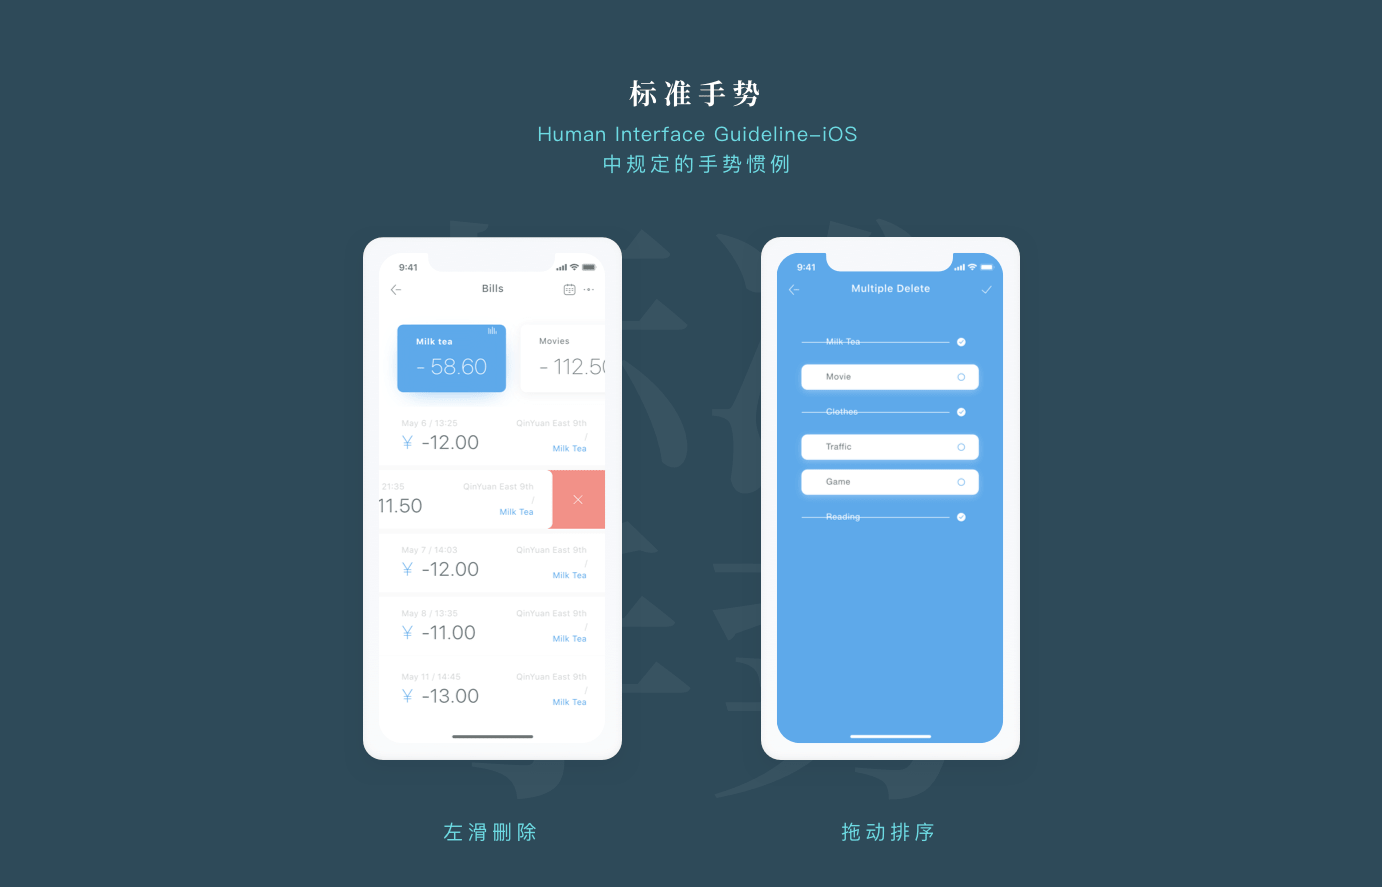 标准手势
Human Interface Guideline-iOS
中规定的手势惯例
9:41
Bills
Milk tea
- 58.60
Movies
- 112.50
May 6 / 13:25
QinYuan East 9th
/
¥ -12.00
Milk Tea
21:35
QinYuan East 9th
/
11.50
Milk Tea
May 7 / 14:03
QinYuan East 9th
/
¥ -12.00
Milk Tea
May 8 / 13:35
QinYuan East 9th
/
¥ -11.00
Milk Tea
May 11 / 14:45
QinYuan East 9th
/
¥ -13.00
Milk Tea
左滑删除
9:41
Multiple Delete
Milk Tea
Movie
Clothes
Traffic
Game
Reading
拖动排序